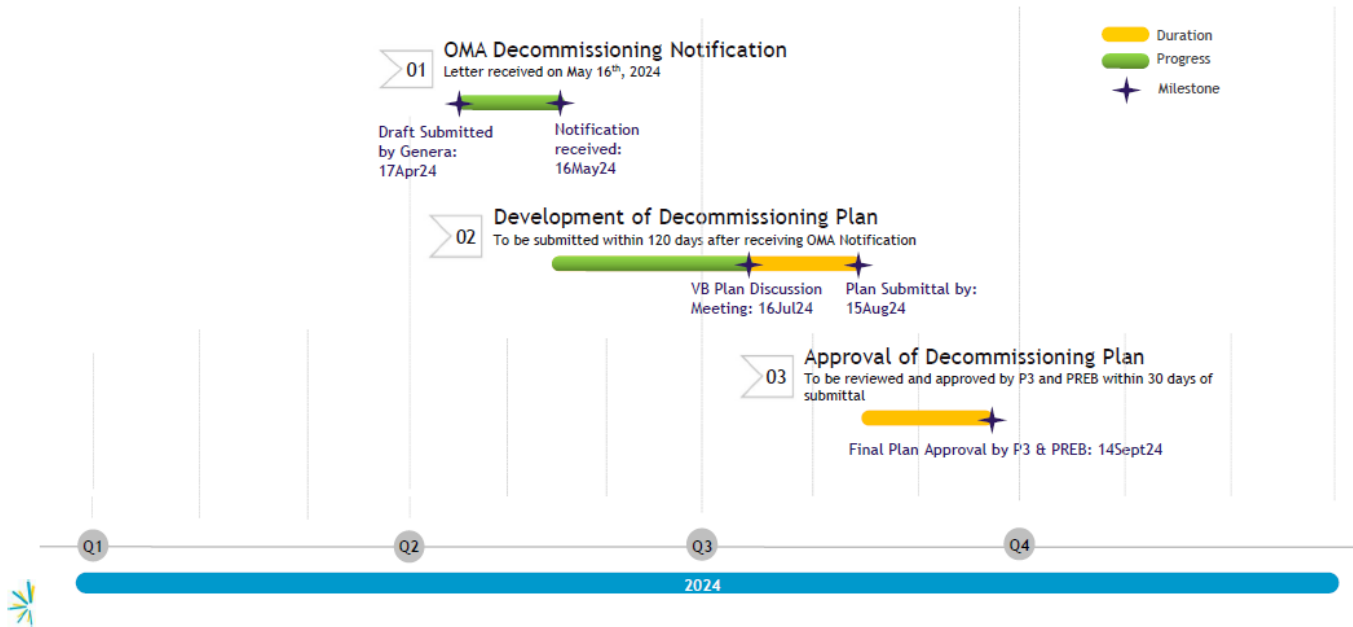 Duration
Progress
Milestone
01
OMA Decommissioning Notification
Letter received on May 16th, 2024
Draft Submitted
by Genera:
17Apr24
Notification
received:
16May24
02
Development of Decommissioning Plan
To be submitted within 120 days after receiving OMA Notification
VB Plan Discussion
Meeting: 16Jul24
Plan Submittal by:
15Aug24
03
Approval of Decommissioning Plan
To be reviewed and approved by P3 and PREB within 30 days of
submittal
Final Plan Approval by P3 & PREB: 14Sept24
Q1
Q2
Q3
Q4
2024